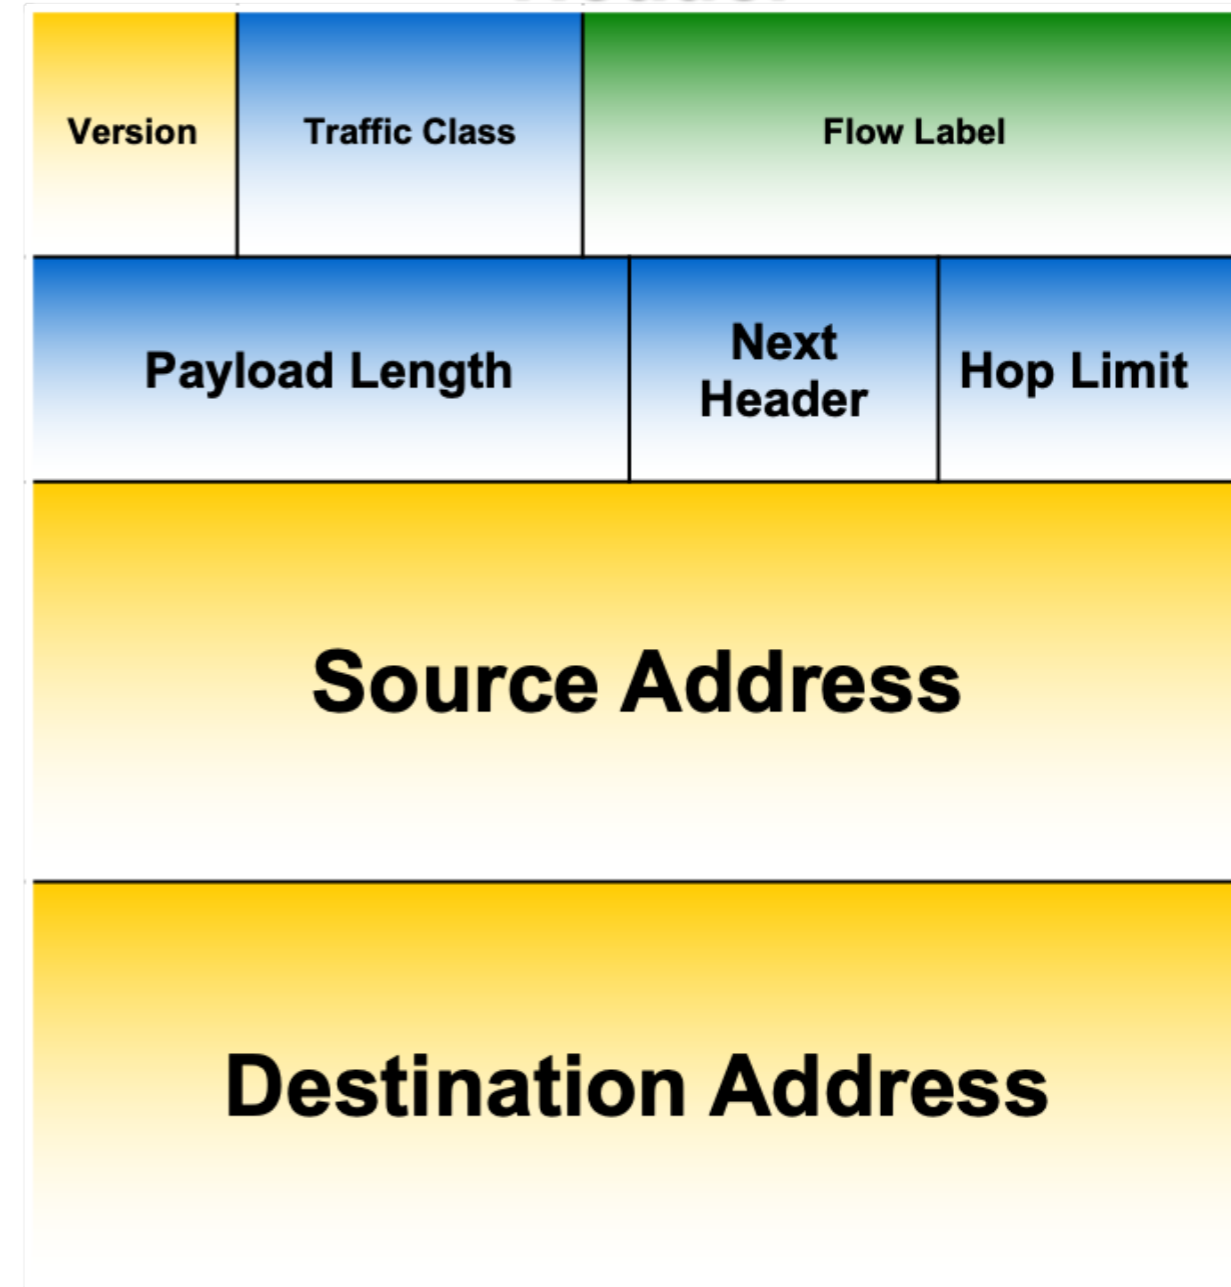 Version
Traffic Class
Flow Label
Payload Length
Next
Header
Hop Limit
Source Address
Destination Address